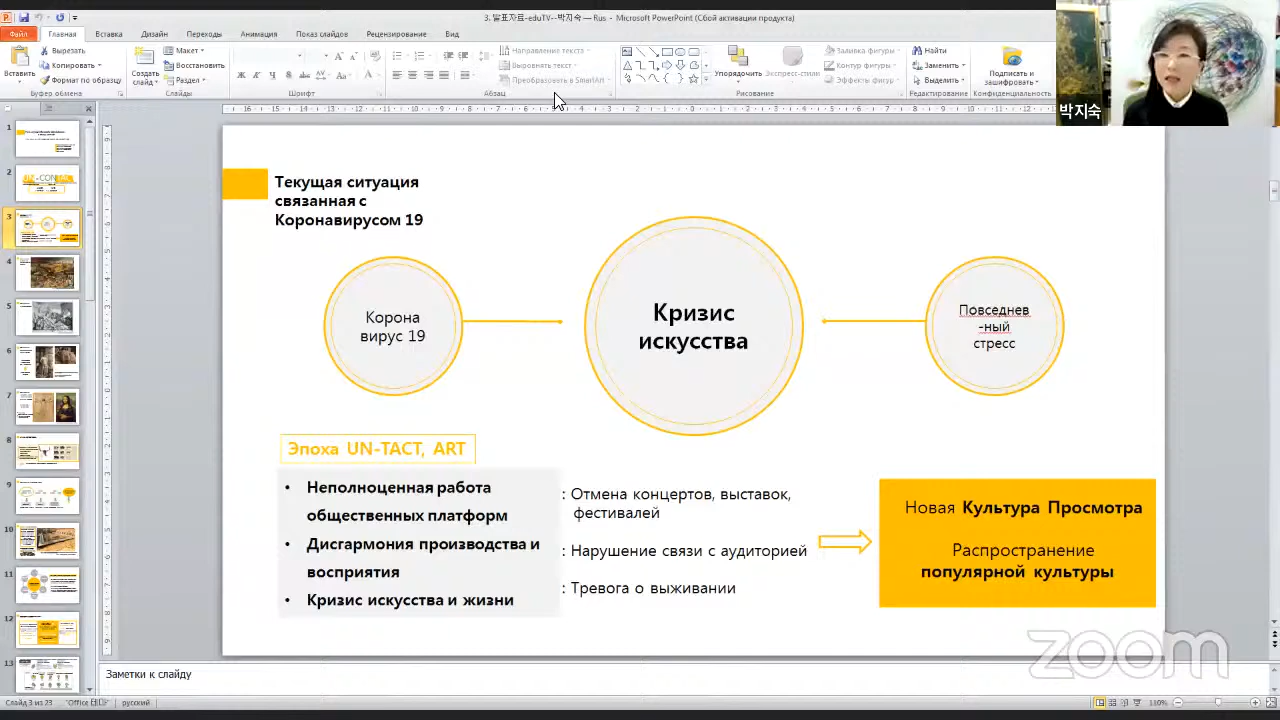 3. 발표자료-eduTV--박지숙 — Rus - Microsoft PowerPoint (Сбой активации продукта)
Файл Главная Вставка Дизайн Переходы Анимация Показ слайдов Рецензирование Вид
Вставить
Вырезать
Копировать
Формат по образцу
Буфер обмена
Создать слайд
Макет
Восстановить
Раздел
Слайды
Шрифт
Направление текста
Выровнять текст
Преобразовать в SmartArt
Абзац
Упорядочить
Экспресс-стили
Заливка фигуры
Контур фигуры
Эффекты фигур
Рисование
Найти
Заменить
Выделить
Редактирование
Подписать и
зашифровать
Конфиденциальность
박지숙
Текущая ситуация
связанная с
Коронавирусом 19
Корона
вирус 19
Кризис
искусства
Повседнев
-ный
стресс
Эпоха UN-TACT, ART
• Неполноценная работа
общественных платформ
• Дисгармония производства и
восприятия
• Кризис искусства и жизни
: Отмена концертов, выставок,
фестивалей
: Нарушение связи с аудиторией
: Тревога о выживании
Новая Культура Просмотра
Распространение
популярной культуры
zoom
Заметки к слайду
Слайд 3 из 23 "Office русский 110%